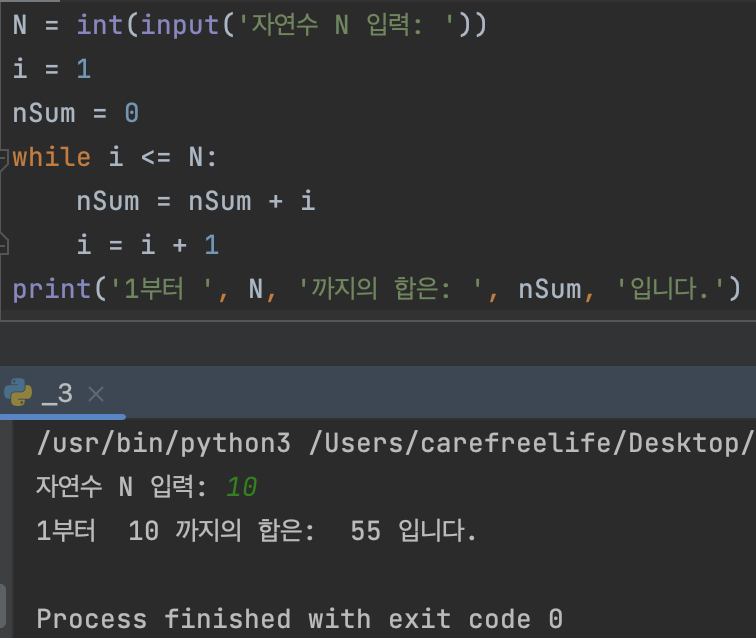 N = int(input('자연수 N 입력: '))
i = 1
nSum = 0
while i <= N:
    nSum = nSum + i
    i = i + 1
print('1부터 ', N, '까지의 합은: ', nSum, '입니다.')
_3 ×
/usr/bin/python3 /Users/carefreelife/Desktop/
자연수 N 입력: 10
1부터  10 까지의 합은:  55 입니다.
Process finished with exit code 0